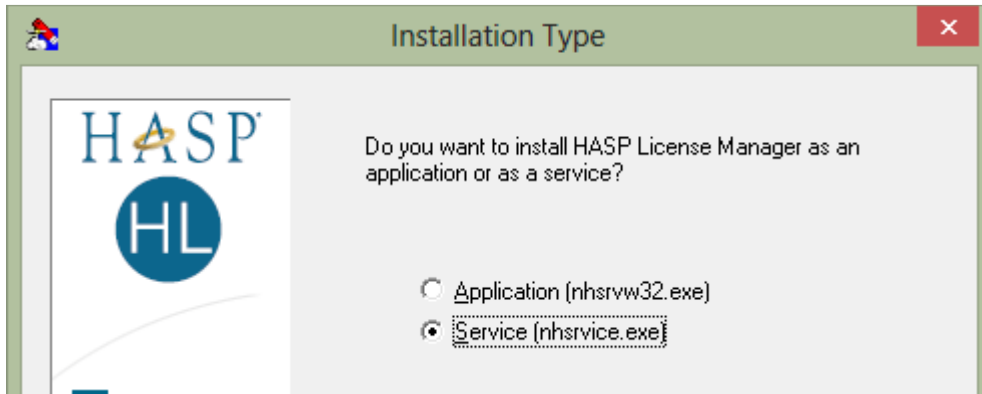 Installation Type
HASP
HL
Do you want to install HASP License Manager as an
application or as a service?
Application (nhsrvw32.exe)
Service (nhsrvice.exe)